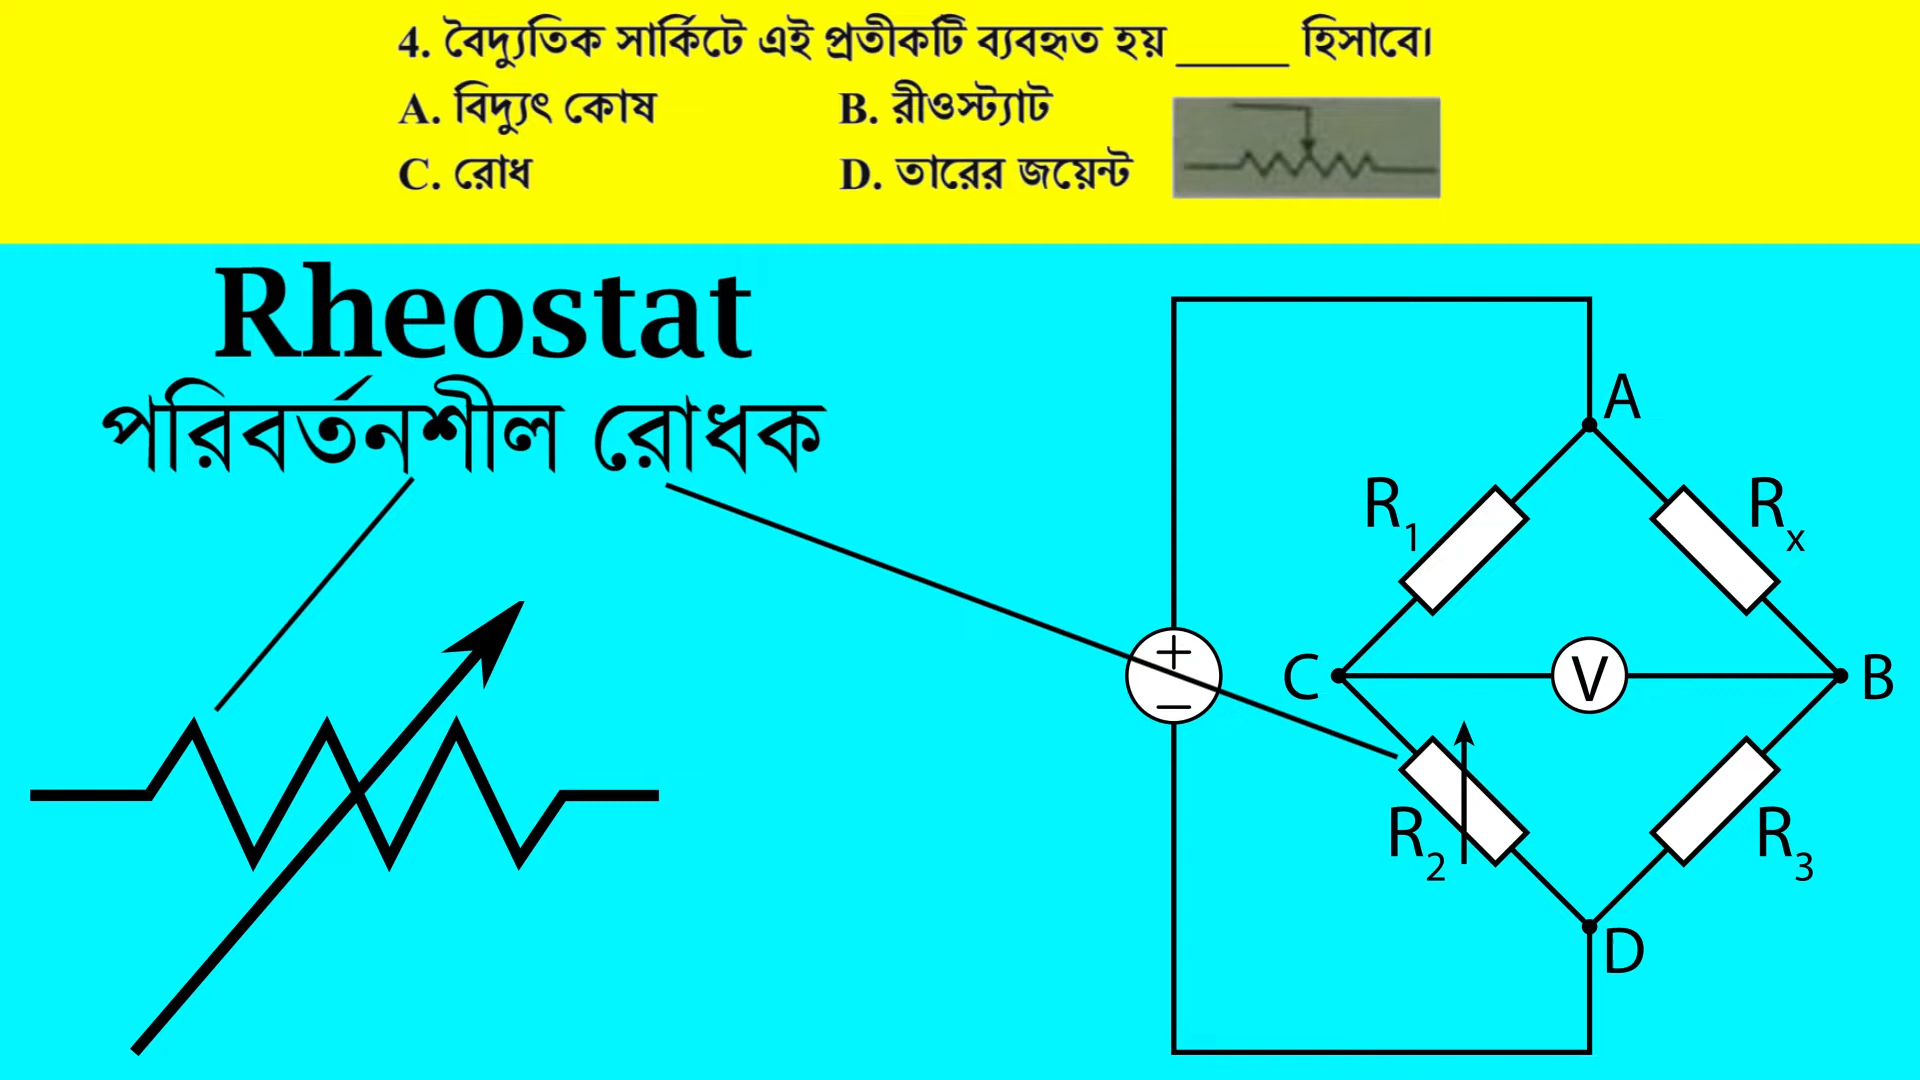 4. বৈদ্যুতিক সার্কিটে এই প্রতীকটি ব্যবহৃত হয় _____ হিসাবে।
A. বিদ্যুৎ কোষ B. রীওস্ট্যাট
C. রোধ D. তারের জয়েন্ট
Rheostat
পরিবর্তনশীল রোধক
A
R1 Rx
+
−
C V B
R2 R3
D